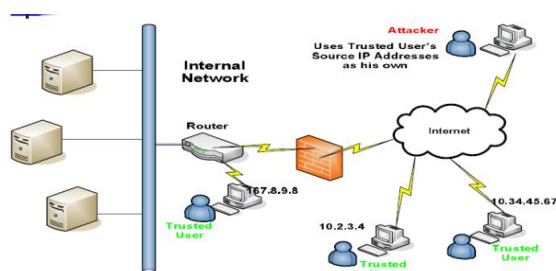 Attacker
Uses Trusted User's
Source IP Addresses
as his own
Internal
Network
Router
Internet
167.8.9.8
Trusted
User
10.2.3.4
Trusted
10.34.45.67
Trusted
User